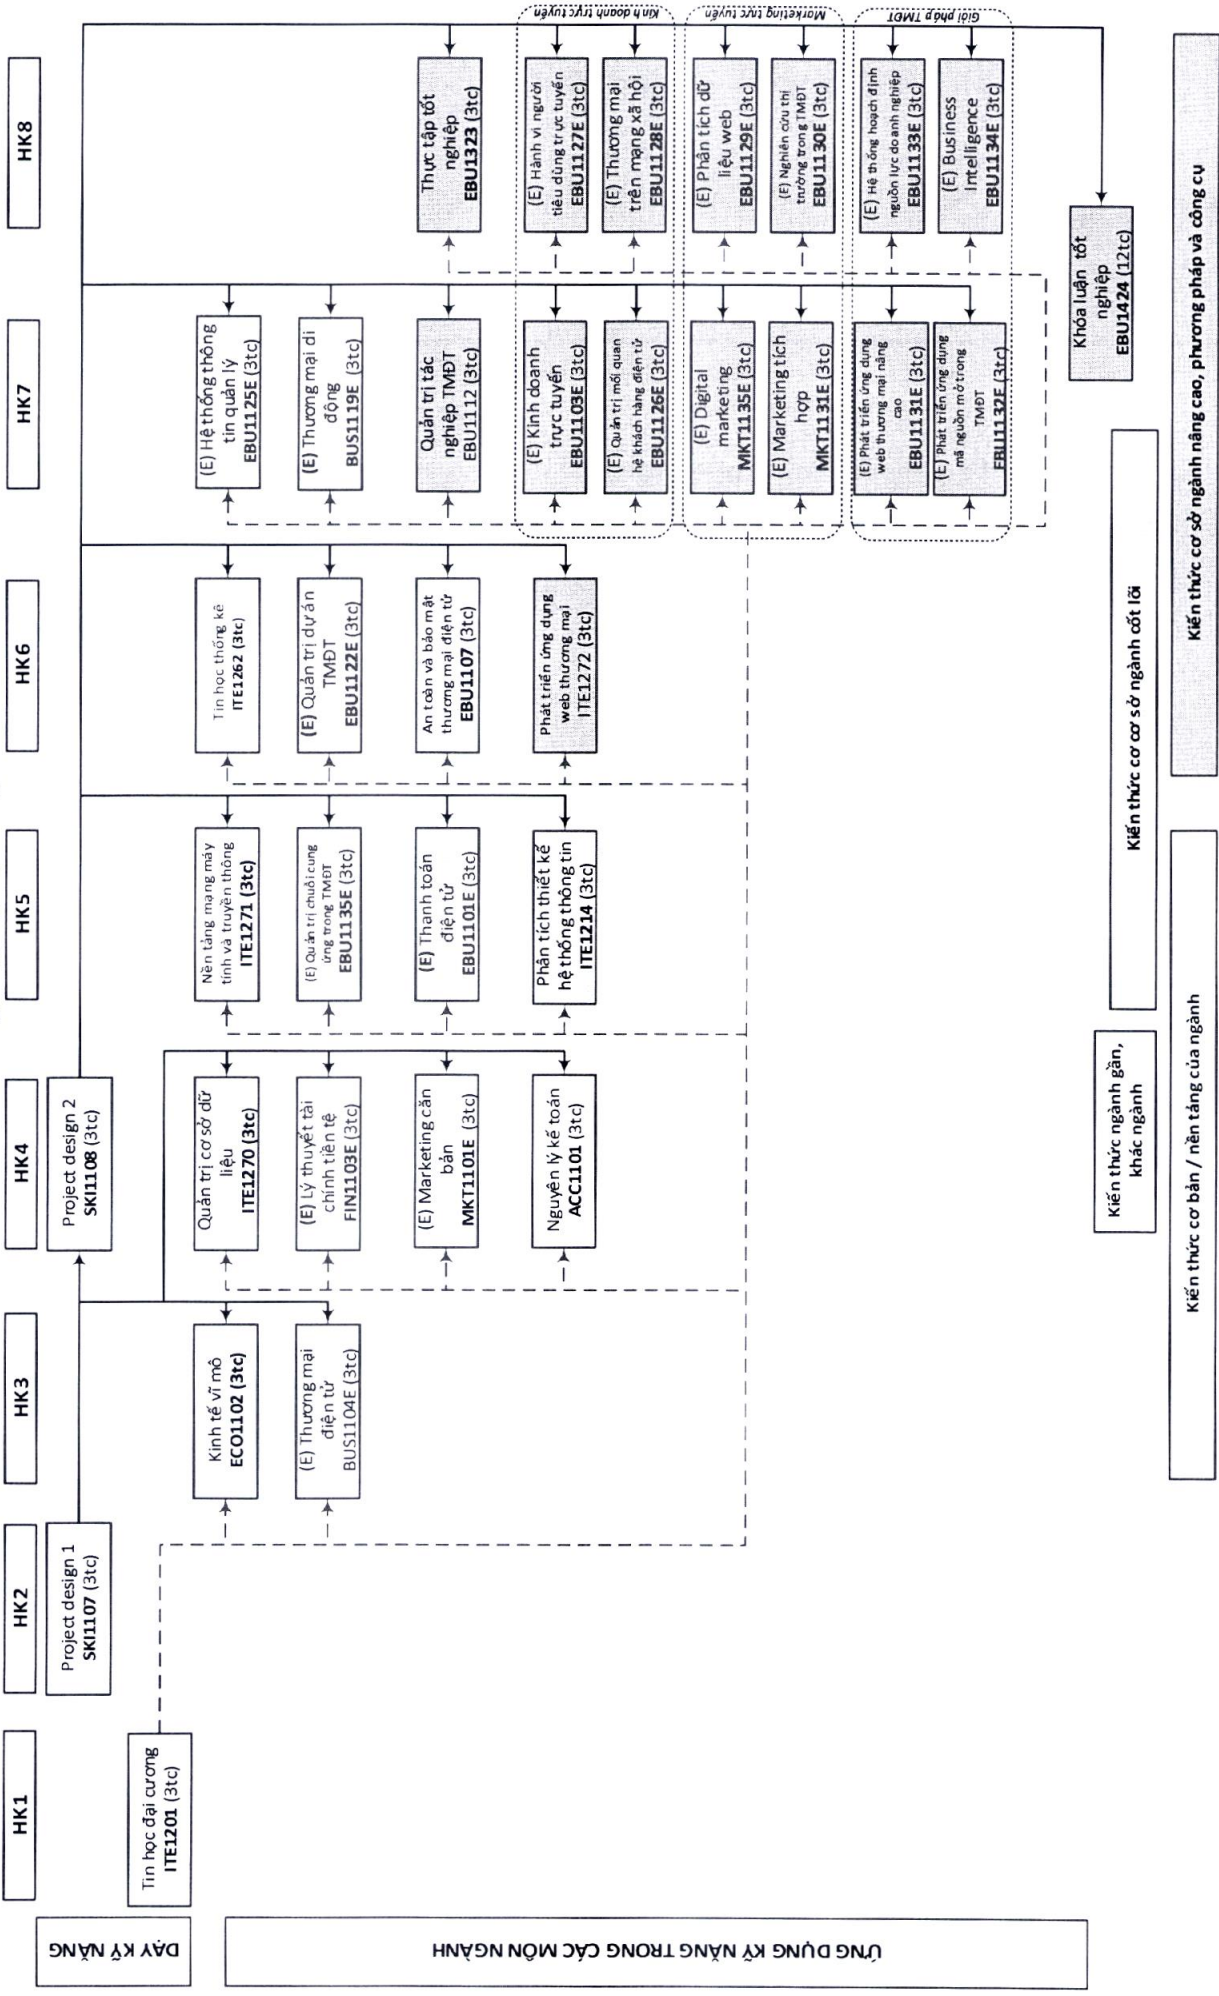 HK1
HK2
HK3
HK4
HK5
HK6
HK7
HK8
DẠY KỸ NĂNG
ỨNG DỤNG KỸ NĂNG TRONG CÁC MÔN NGÀNH
Tin học đại cương
ITE1201 (3tc)
Project design 1
SKI1107 (3tc)
Kinh tế vĩ mô
ECO1102 (3tc)
(E) Thương mại
điện tử
BUS1104E (3tc)
Project design 2
SKI1108 (3tc)
Quản trị cơ sở dữ
liệu
ITE1270 (3tc)
(E) Lý thuyết tài
chính tiền tệ
FIN1103E (3tc)
(E) Marketing căn
bản
MKT1101E (3tc)
Nguyên lý kế toán
ACC1101 (3tc)
Nền tảng mạng máy
tính và truyền thông
ITE1271 (3tc)
(E) Quản trị chuỗi cung
ứng trong TMĐT
EBU1135E (3tc)
(E) Thanh toán
điện tử
EBU1101E (3tc)
Phân tích thiết kế
hệ thống thông tin
ITE1214 (3tc)
Tin học thống kê
ITE1262 (3tc)
(E) Quản trị dự án
TMĐT
EBU1122E (3tc)
An toàn và bảo mật
thương mại điện tử
EBU1107 (3tc)
Phát triển ứng dụng
web thương mại
ITE1272 (3tc)
(E) Hệ thống thông
tin quản lý
EBU1125E (3tc)
(E) Thương mại di
động
BUS1119E (3tc)
Quản trị tác
nghiệp TMĐT
EBU1112 (3tc)
(E) Kinh doanh
trực tuyến
EBU1103E (3tc)
(E) Quản trị mối quan
hệ khách hàng điện tử
EBU1126E (3tc)
(E) Digital
marketing
MKT1135E (3tc)
(E) Marketing tích
hợp
MKT1131E (3tc)
(E) Phát triển ứng dụng
web thương mại nâng
cao
EBU1131E (3tc)
(E) Phát triển ứng dụng
mã nguồn mở trong
TMĐT
EBU1132E (3tc)
Thực tập tốt
nghiệp
EBU1323 (3tc)
(E) Hành vi người
tiêu dùng trực tuyến
EBU1127E (3tc)
(E) Thương mại
trên mạng xã hội
EBU1128E (3tc)
(E) Phân tích dữ
liệu web
EBU1129E (3tc)
(E) Nghiên cứu thị
trường trong TMĐT
EBU1130E (3tc)
(E) Hệ thống hoạch định
nguồn lực doanh nghiệp
EBU1133E (3tc)
(E) Business
Intelligence
EBU1134E (3tc)
Kinh doanh trực tuyến
Marketing trực tuyến
Giải pháp TMĐT
Khóa luận tốt
nghiệp
EBU1424 (12tc)
Kiến thức ngành gần,
khác ngành
Kiến thức cơ cơ sở ngành cốt lõi
Kiến thức cơ bản / nền tảng của ngành
Kiến thức cơ sở ngành nâng cao, phương pháp và công cụ